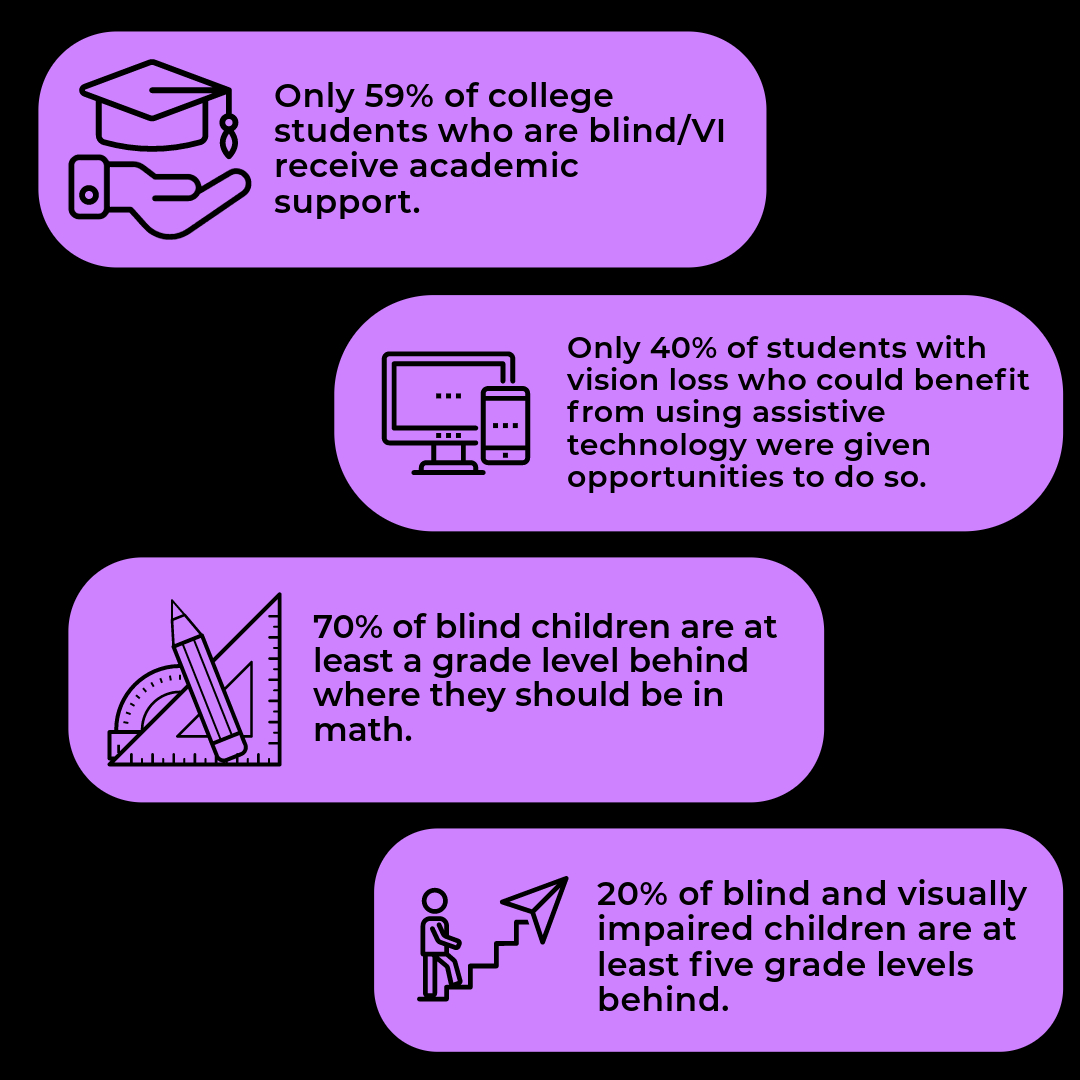 Only 59% of college
students who are blind/VI
receive academic
support.
Only 40% of students with
vision loss who could benefit
from using assistive
technology were given
opportunities to do so.
70% of blind children are at
least a grade level behind
where they should be in
math.
20% of blind and visually
impaired children are at
least five grade levels
behind.